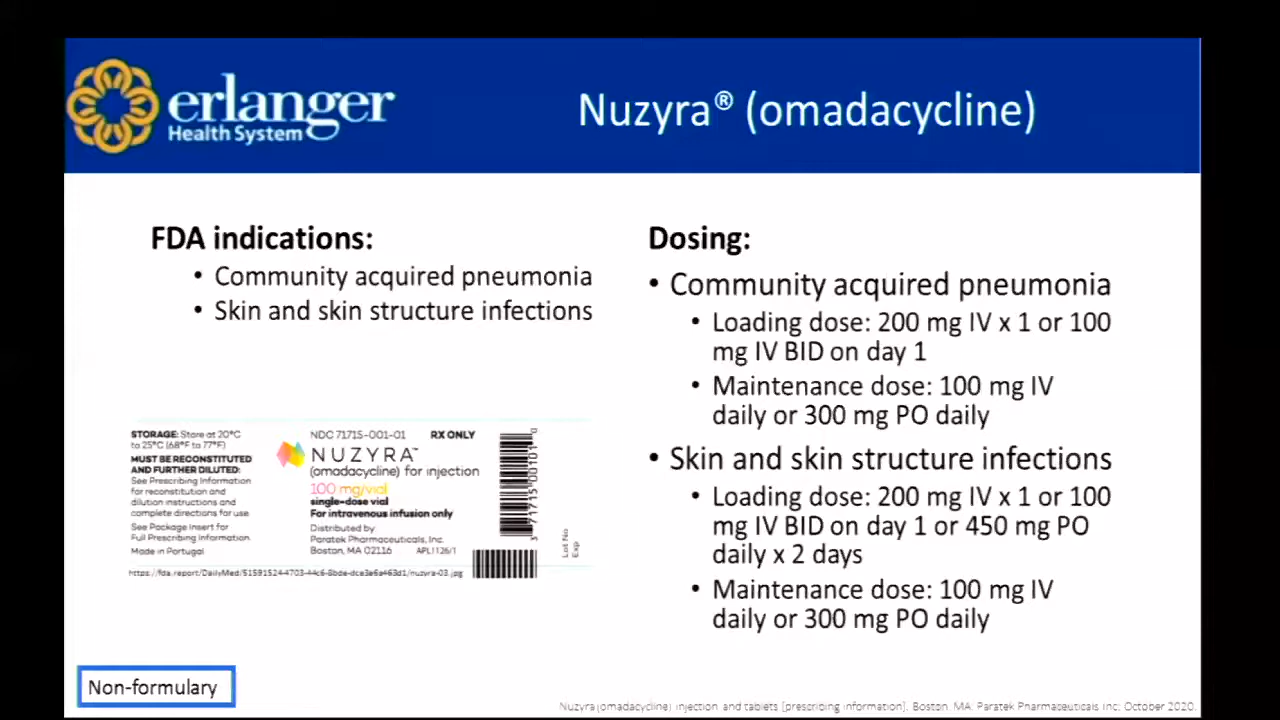 erlanger
Health System
Nuzyra® (omadacycline)
FDA indications:
• Community acquired pneumonia
• Skin and skin structure infections
Dosing:
• Community acquired pneumonia
• Loading dose: 200 mg IV x 1 or 100
mg IV BID on day 1
• Maintenance dose: 100 mg IV
daily or 300 mg PO daily
• Skin and skin structure infections
• Loading dose: 200 mg IV x 1 or 100
mg IV BID on day 1 or 450 mg PO
daily x 2 days
• Maintenance dose: 100 mg IV
daily or 300 mg PO daily
STORAGE: Store at 20°C
to 25°C (68°F to 77°F)
MUST BE RECONSTITUTED
AND FURTHER DILUTED:
See Prescribing Information
for reconstitution and
dilution instructions and
complete directions for use
See Package Insert for
Full Prescribing Information.
Made in Portugal
NDC 71715-001-01 RX ONLY
NUZYRA™
(omadacycline) for injection
100 mg/vial
single-dose vial
For intravenous infusion only
Distributed by
Paratek Pharmaceuticals, Inc.
Boston, MA 02116 APL1126/1
Lot No
Exp
Non-formulary
Nuzyra (omadacycline) injection and tablets [prescribing information]. Boston, MA: Paratek Pharmaceuticals Inc; October 2020.